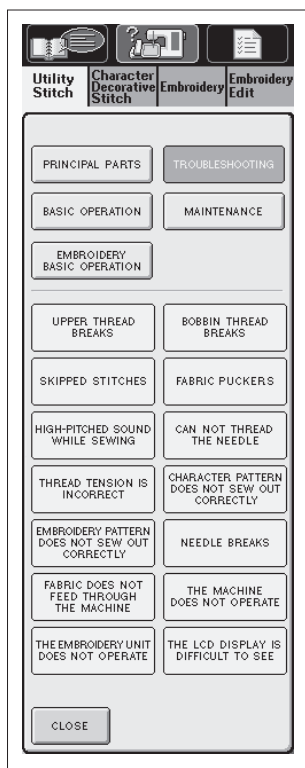 Utility
Stitch
Character
Decorative
Stitch
Embroidery
Embroidery
Edit
PRINCIPAL PARTS
TROUBLESHOOTING
BASIC OPERATION
MAINTENANCE
EMBROIDERY
BASIC OPERATION
UPPER THREAD
BREAKS
BOBBIN THREAD
BREAKS
SKIPPED STITCHES
FABRIC PUCKERS
HIGH-PITCHED SOUND
WHILE SEWING
CAN NOT THREAD
THE NEEDLE
THREAD TENSION IS
INCORRECT
CHARACTER PATTERN
DOES NOT SEW OUT
CORRECTLY
EMBROIDERY PATTERN
DOES NOT SEW OUT
CORRECTLY
NEEDLE BREAKS
FABRIC DOES NOT
FEED THROUGH
THE MACHINE
THE MACHINE
DOES NOT OPERATE
THE EMBROIDERY UNIT
DOES NOT OPERATE
THE LCD DISPLAY IS
DIFFICULT TO SEE
CLOSE